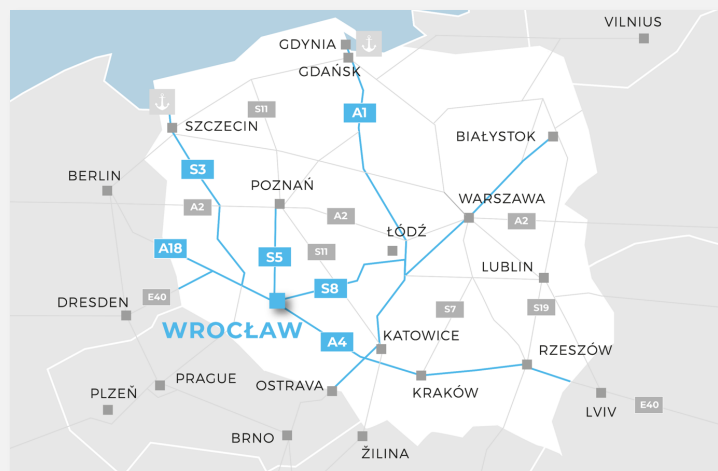 VILNIUS
GDYNIA
GDAŃSK
S11
A1
SZCZECIN
BIAŁYSTOK
S3
BERLIN
POZNAŃ
WARSZAWA
A2
A2
A2
ŁÓDŹ
A18
S5
S11
LUBLIN
S8
E40
DRESDEN
S7
S19
WROCŁAW
A4
KATOWICE
RZESZÓW
PRAGUE
OSTRAVA
PLZEŇ
KRAKÓW
E40
LVIV
BRNO
ŽILINA